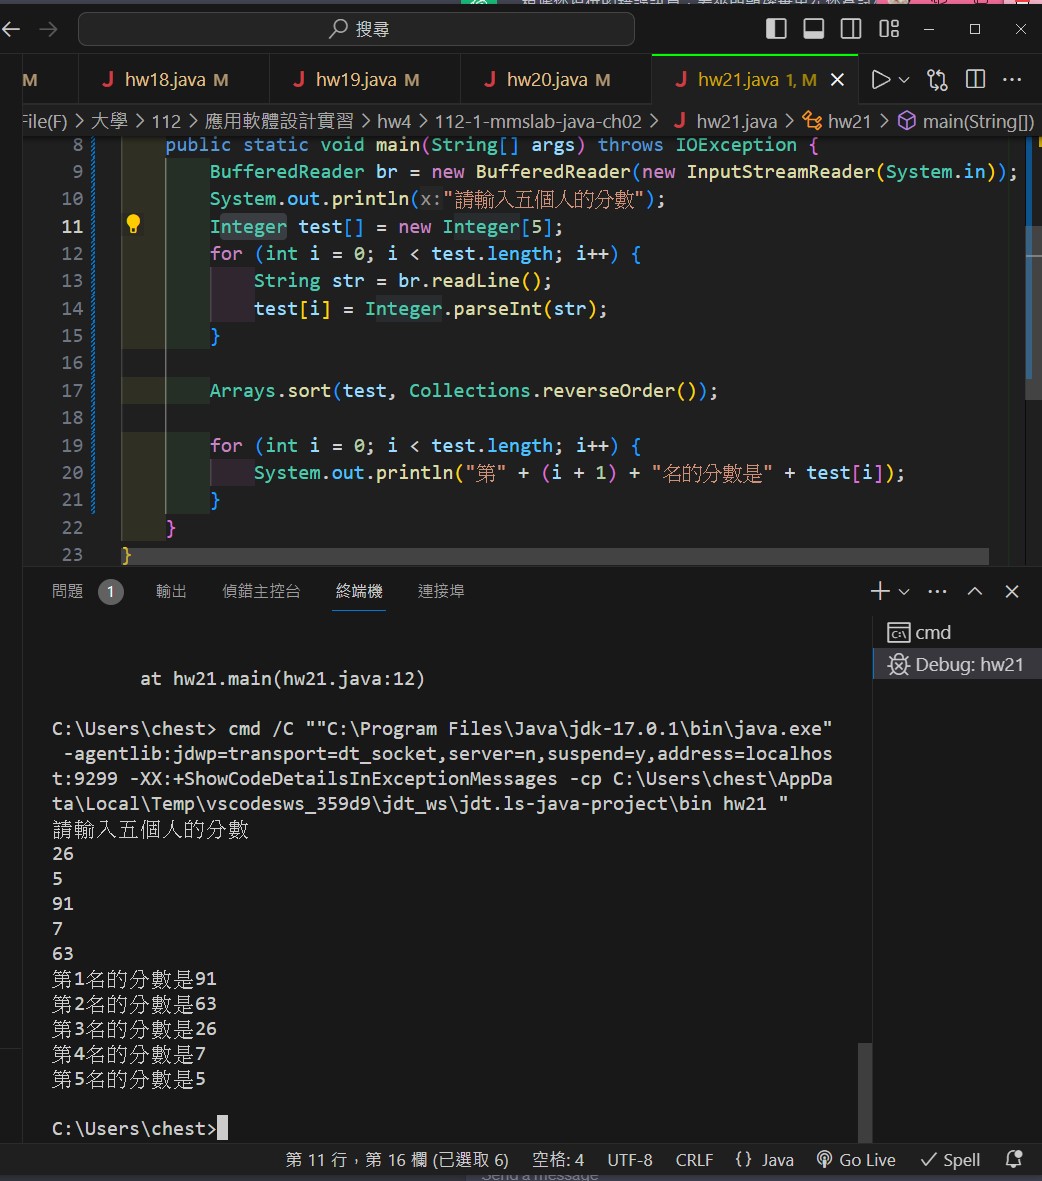 搜尋
M
J hw18.java M
J hw19.java M
J hw20.java M
J hw21.java 1, M
File(F) > 大學 > 112 > 應用軟體設計實習 > hw4 > 112-1-mmslab-java-ch02 > J hw21.java > hw21 > main(String[])
8 public static void main(String[] args) throws IOException {
9 BufferedReader br = new BufferedReader(new InputStreamReader(System.in));
10 System.out.println(x:"請輸入五個人的分數");
11 Integer test[] = new Integer[5];
12 for (int i = 0; i < test.length; i++) {
13 String str = br.readLine();
14 test[i] = Integer.parseInt(str);
15 }
16
17 Arrays.sort(test, Collections.reverseOrder());
18
19 for (int i = 0; i < test.length; i++) {
20 System.out.println("第" + (i + 1) + "名的分數是" + test[i]);
21 }
22 }
23 }
問題 1 輸出 偵錯主控台 終端機 連接埠
cmd
Debug: hw21
at hw21.main(hw21.java:12)
C:\Users\chest> cmd /C ""C:\Program Files\Java\jdk-17.0.1\bin\java.exe"
-agentlib:jdwp=transport=dt_socket,server=n,suspend=y,address=localhos
t:9299 -XX:+ShowCodeDetailsInExceptionMessages -cp C:\Users\chest\AppDa
ta\Local\Temp\vscodesws_359d9\jdt_ws\jdt.ls-java-project\bin hw21 "
請輸入五個人的分數
26
5
91
7
63
第1名的分數是91
第2名的分數是63
第3名的分數是26
第4名的分數是7
第5名的分數是5
C:\Users\chest>
第 11 行，第 16 欄 (已選取 6) 空格: 4 UTF-8 CRLF {} Java Go Live Spell
Send a message